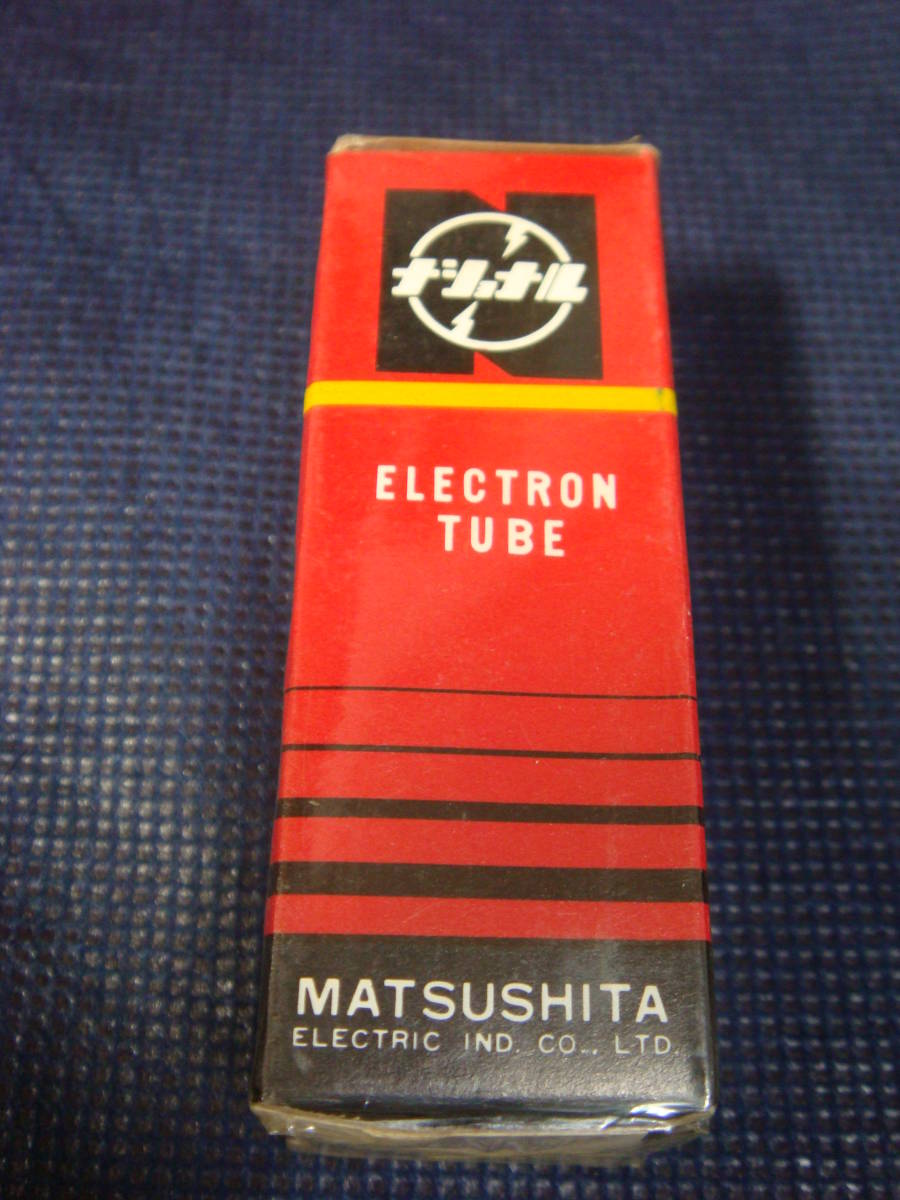 ナショナル
ELECTRON
TUBE
MATSUSHITA
ELECTRIC IND. CO., LTD.